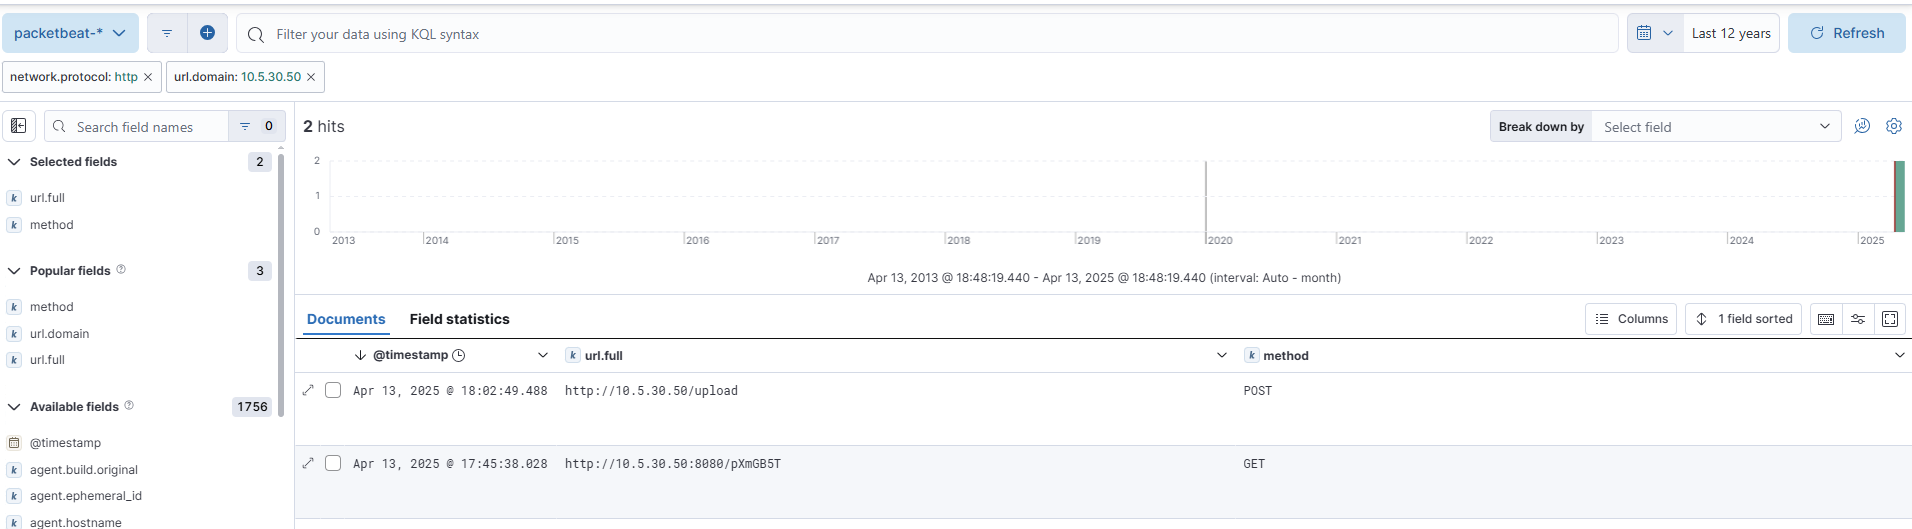 packetbeat-* Filter your data using KQL syntax Last 12 years Refresh
network.protocol: http × url.domain: 10.5.30.50 ×
Search field names 0
2 hits
Break down by Select field
Selected fields 2
url.full
method
Popular fields 3
method
url.domain
url.full
Available fields 1756
@timestamp
agent.build.original
agent.ephemeral_id
agent.hostname
2
1
0
2013 2014 2015 2016 2017 2018 2019 2020 2021 2022 2023 2024 2025
Apr 13, 2013 @ 18:48:19.440 - Apr 13, 2025 @ 18:48:19.440 (interval: Auto - month)
Documents Field statistics Columns 1 field sorted
@timestamp k url.full k method
Apr 13, 2025 @ 18:02:49.488 http://10.5.30.50/upload POST
Apr 13, 2025 @ 17:45:38.028 http://10.5.30.50:8080/pXmGB5T GET